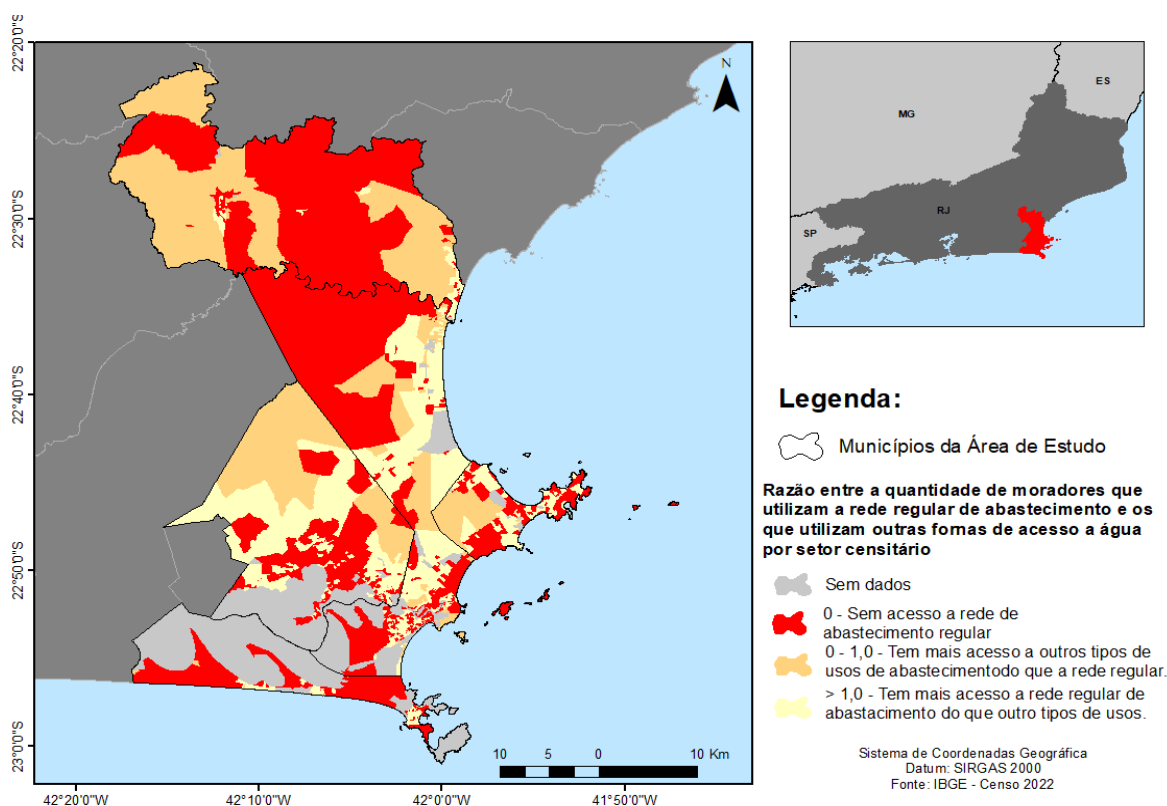 22°20'0"S
22°30'0"S
22°40'0"S
22°50'0"S
23°0'0"S
42°20'0"W
42°10'0"W
42°0'0"W
41°50'0"W
N
10 5 0 10 Km
MG
ES
RJ
SP
Legenda:
Municípios da Área de Estudo
Razão entre a quantidade de moradores que
utilizam a rede regular de abastecimento e os
que utilizam outras fornas de acesso a água
por setor censitário
Sem dados
0 - Sem acesso a rede de
abastecimento regular
0 - 1,0 - Tem mais acesso a outros tipos de
usos de abastecimentodo que a rede regular.
> 1,0 - Tem mais acesso a rede regular de
abastacimento do que outro tipos de usos.
Sistema de Coordenadas Geográfica
Datum: SIRGAS 2000
Fonte: IBGE - Censo 2022